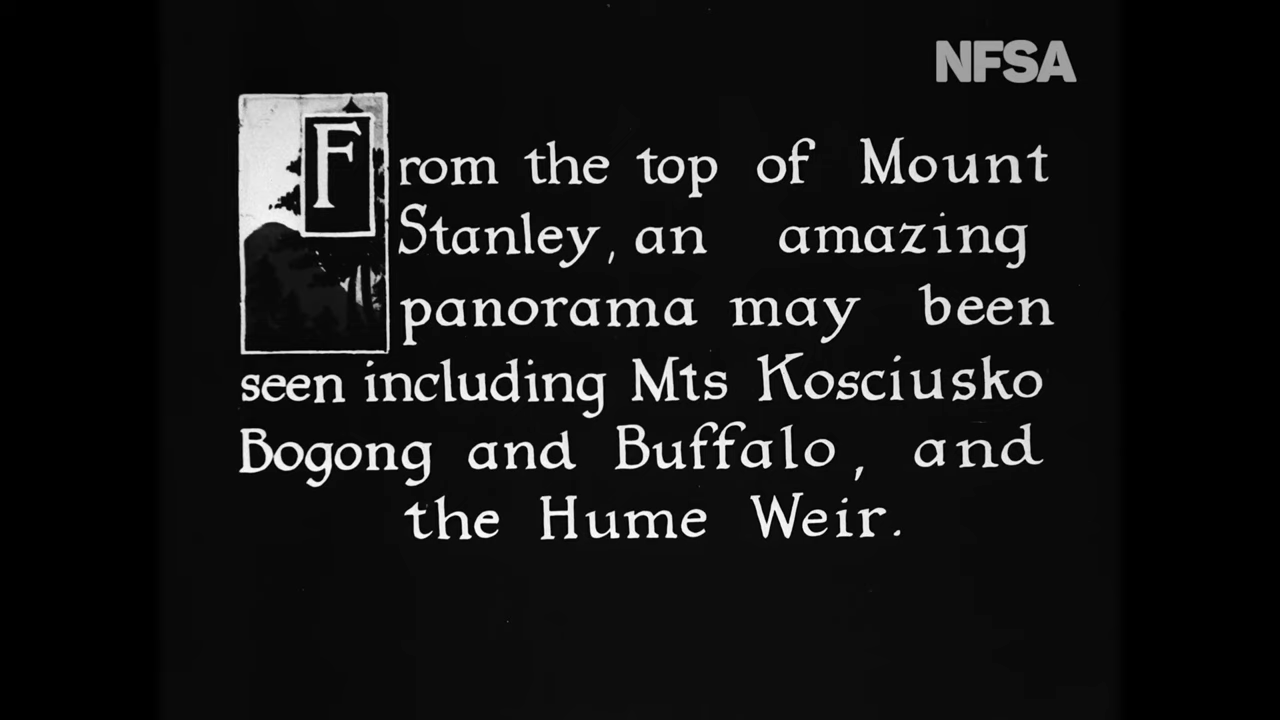 NFSA
From the top of Mount
Stanley, an amazing
panorama may been
seen including Mts Kosciusko
Bogong and Buffalo, and
the Hume Weir.